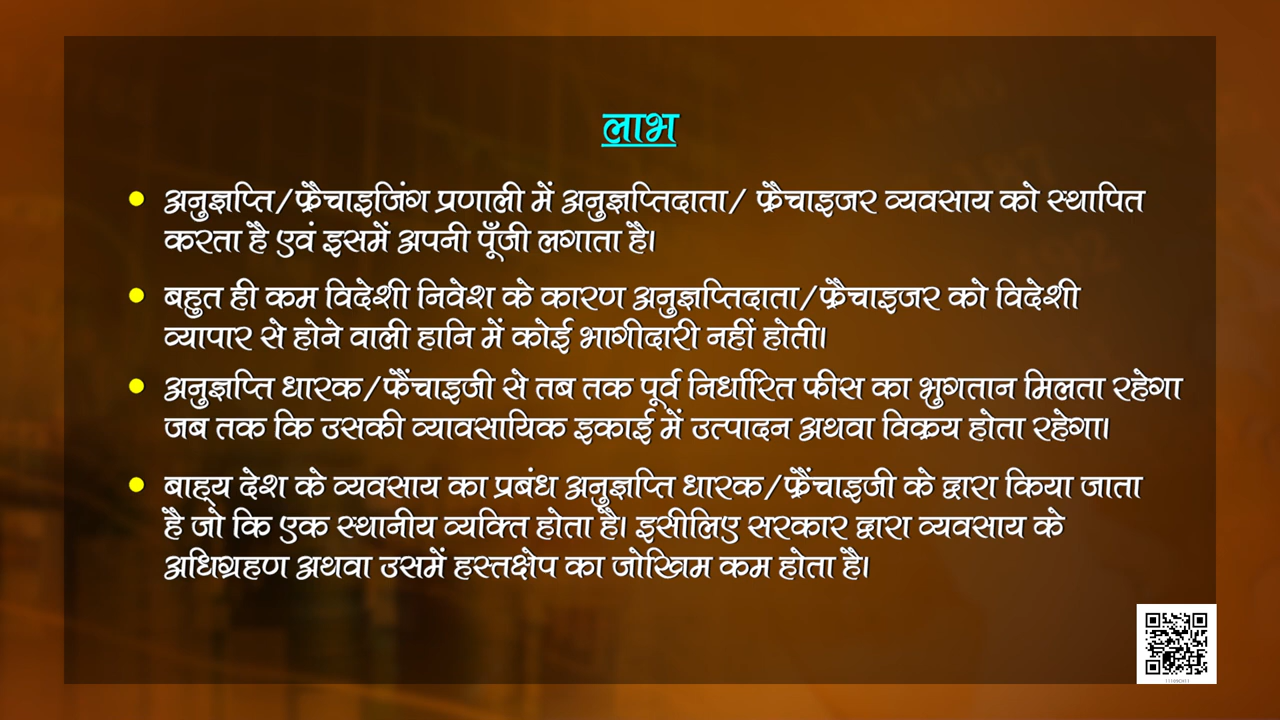 लाभ
अनुज्ञप्ति/फ्रैचाइजिंग प्रणाली में अनुज्ञप्तिदाता/ फ्रैचाइजर व्यवसाय को स्थापित
करता है एवं इसमें अपनी पूँजी लगाता है।
बहुत ही कम विदेशी निवेश के कारण अनुज्ञप्तिदाता/फ्रैचाइजर को विदेशी
व्यापार से होने वाली हानि में कोई भागीदारी नहीं होती।
अनुज्ञप्ति धारक/फैंचाइजी से तब तक पूर्व निर्धारित फीस का भुगतान मिलता रहेगा
जब तक कि उसकी व्यावसायिक इकाई में उत्पादन अथवा विक्रय होता रहेगा।
बाह्य देश के व्यवसाय का प्रबंध अनुज्ञप्ति धारक/फ्रैंचाइजी के द्वारा किया जाता
है जो कि एक स्थानीय व्यक्ति होता है। इसीलिए सरकार द्वारा व्यवसाय के
अधिग्रहण अथवा उसमें हस्तक्षेप का जोखिम कम होता है।